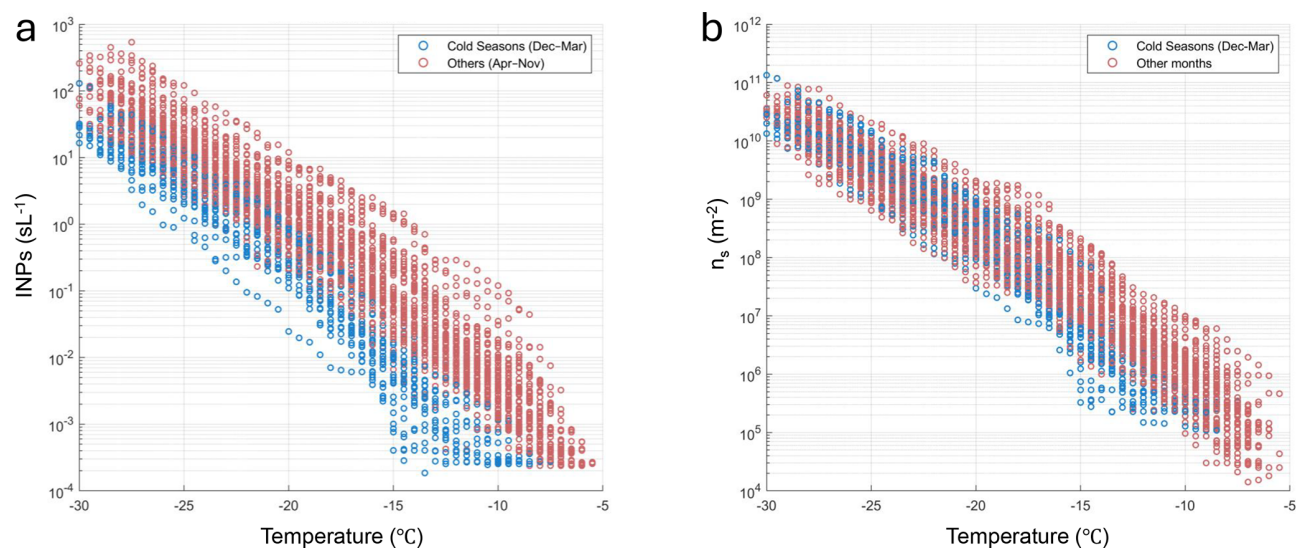 a
10³
10²
10¹
10⁰
10⁻¹
10⁻²
10⁻³
10⁻⁴
INPs (sL⁻¹)
Cold Seasons (Dec–Mar)
Others (Apr–Nov)
-30 -25 -20 -15 -10 -5
Temperature (℃)
b
10¹²
10¹¹
10¹⁰
10⁹
10⁸
10⁷
10⁶
10⁵
10⁴
nₛ (m⁻²)
Cold Seasons (Dec-Mar)
Other months
-30 -25 -20 -15 -10 -5
Temperature (℃)